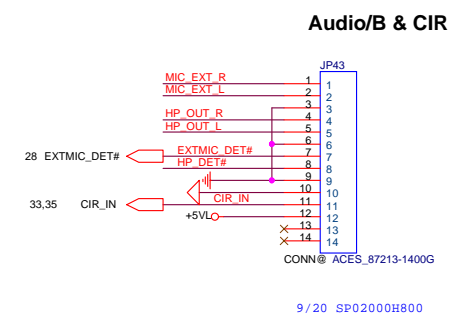 Audio/B & CIR
JP43
MIC_EXT_R 1 1
MIC_EXT_L 2 2
3 3
HP_OUT_R 4 4
HP_OUT_L 5 5
6 6
28 EXTMIC_DET# EXTMIC_DET# 7 7
HP_DET# 8 8
9 9
10 10
33,35 CIR_IN CIR_IN 11 11
+5VL 12 12
13 13
14 14
CONN@ ACES_87213-1400G
9/20 SP02000H800